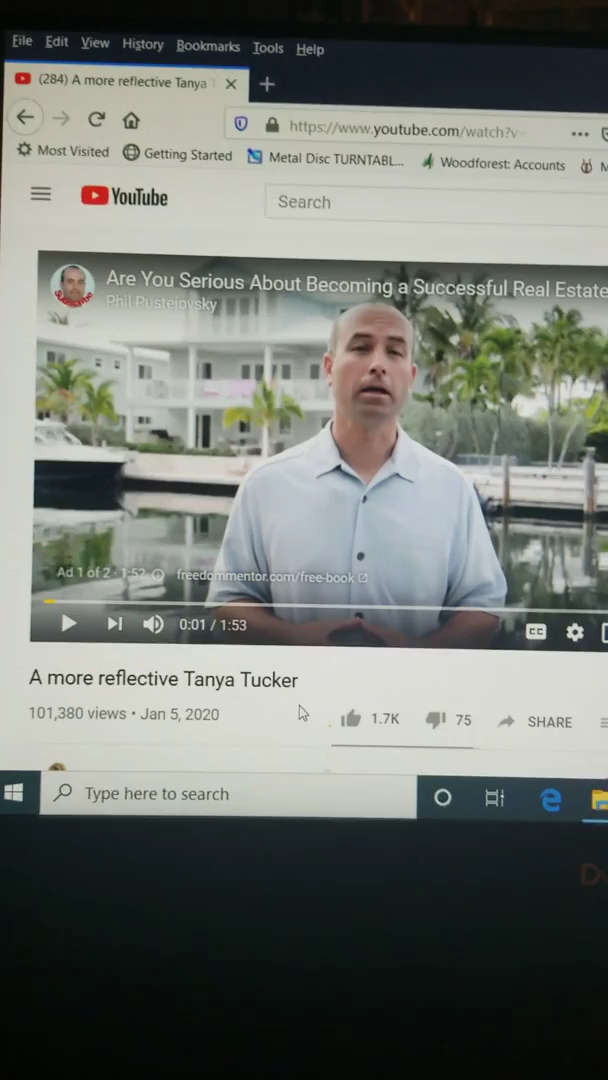 File Edit View History Bookmarks Tools Help
(284) A more reflective Tanya
https://www.youtube.com/watch?v=
Most Visited Getting Started Metal Disc TURNTABL... Woodforest: Accounts M
YouTube
Search
Are You Serious About Becoming a Successful Real Estate
Phil Pustejovsky
Subscribe
Ad 1 of 2 · 1:52 freedommentor.com/free-book
0:01 / 1:53
CC
A more reflective Tanya Tucker
101,380 views • Jan 5, 2020
1.7K 75 SHARE
Type here to search
D